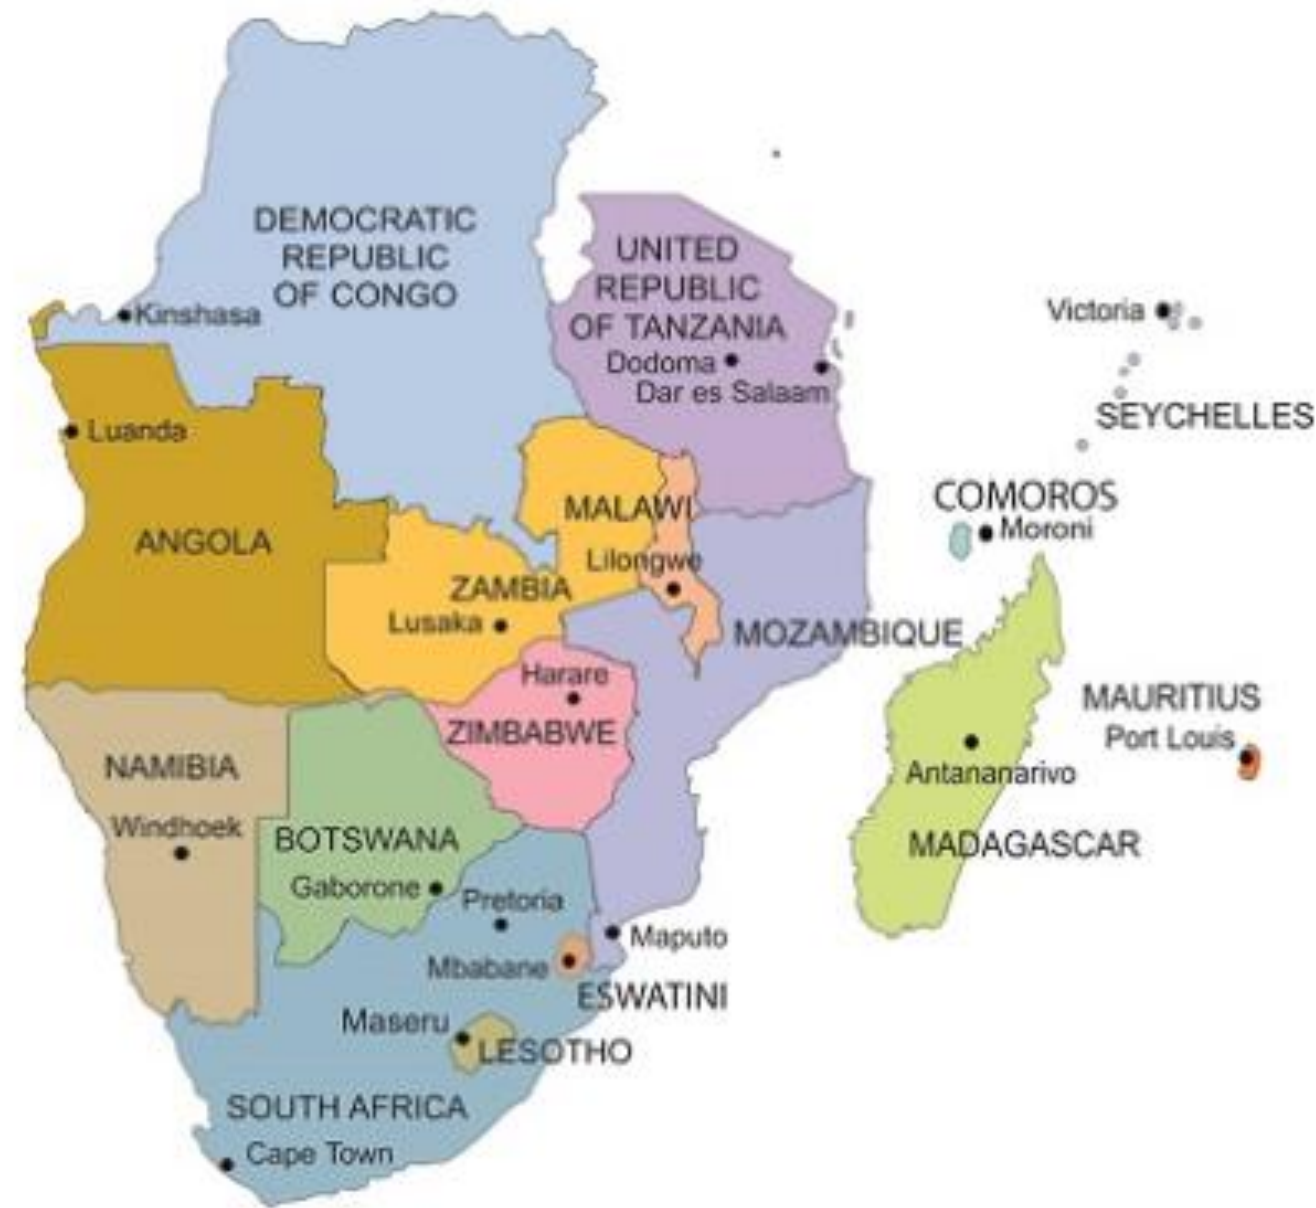 DEMOCRATIC
REPUBLIC
OF CONGO
Kinshasa
UNITED
REPUBLIC
OF TANZANIA
Dodoma
Dar es Salaam
Victoria
SEYCHELLES
Luanda
ANGOLA
MALAWI
Lilongwe
ZAMBIA
Lusaka
COMOROS
Moroni
MOZAMBIQUE
Harare
ZIMBABWE
MAURITIUS
Port Louis
NAMIBIA
Windhoek
Antananarivo
MADAGASCAR
BOTSWANA
Gaborone
Pretoria
Maputo
Mbabane
ESWATINI
Maseru
LESOTHO
SOUTH AFRICA
Cape Town